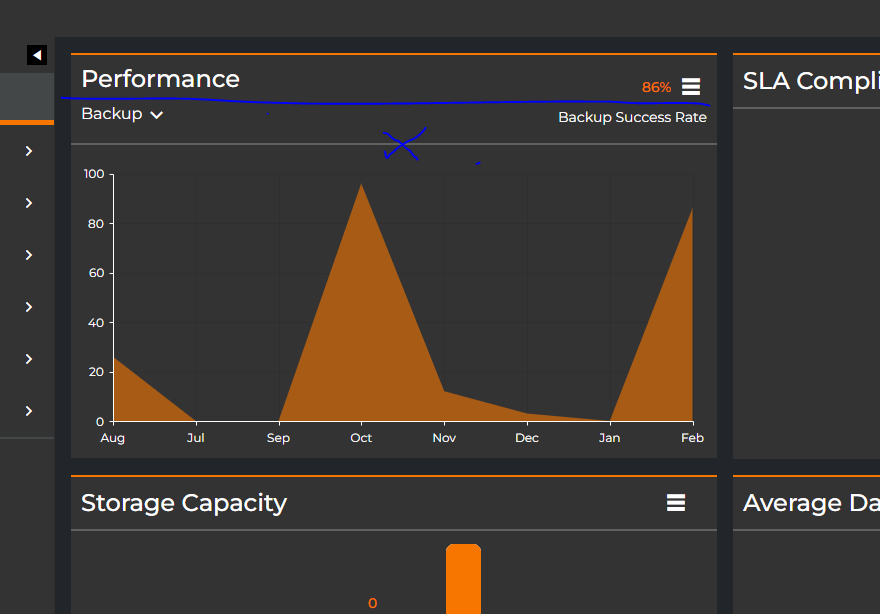 Performance
86%
SLA Compli
Backup
Backup Success Rate
100
80
60
40
20
0
Aug Jul Sep Oct Nov Dec Jan Feb
Storage Capacity
Average Da
0